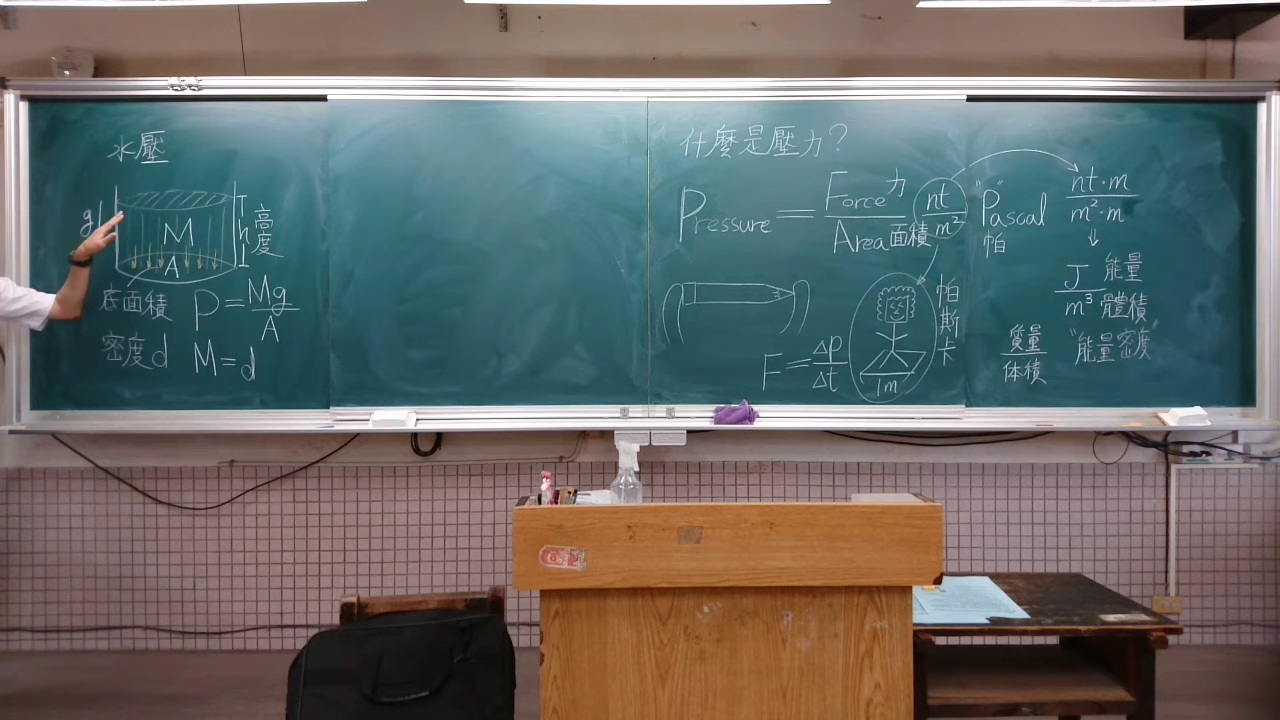 水壓
g
M
A
h 高度
底面積
P = Mg/A
密度d
M = d
什麼是壓力?
Pressure = Force力/Area面積 nt/m² "P"ascal
帕
nt·m/m²·m
⇓
J/m³ 能量/體積
"能量密度"
質量/体積
帕斯卡
1m
F = Δp/Δt